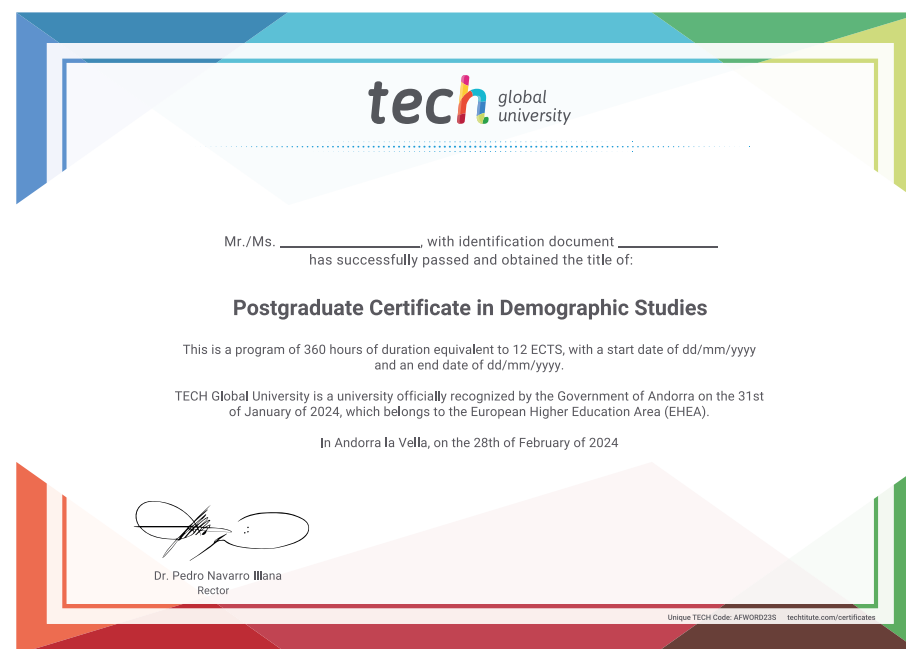 tech global
university
Mr./Ms. ____________________, with identification document ______________
has successfully passed and obtained the title of:
Postgraduate Certificate in Demographic Studies
This is a program of 360 hours of duration equivalent to 12 ECTS, with a start date of dd/mm/yyyy
and an end date of dd/mm/yyyy.
TECH Global University is a university officially recognized by the Government of Andorra on the 31st
of January of 2024, which belongs to the European Higher Education Area (EHEA).
In Andorra la Vella, on the 28th of February of 2024
Dr. Pedro Navarro Illana
Rector
Unique TECH Code: AFWORD23S techtitute.com/certificates